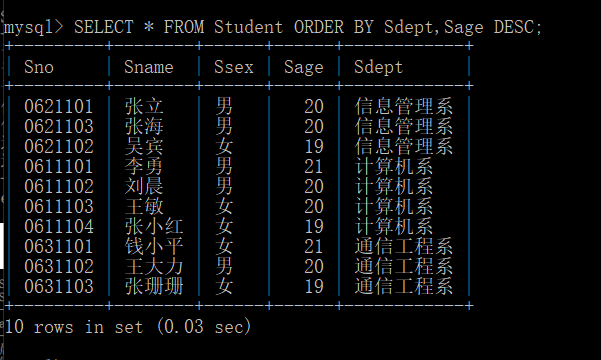 mysql> SELECT * FROM Student ORDER BY Sdept,Sage DESC;
+---------+--------+------+------+------------+
| Sno     | Sname  | Ssex | Sage | Sdept      |
+---------+--------+------+------+------------+
| 0621101 | 张立   | 男   |   20 | 信息管理系 |
| 0621103 | 张海   | 男   |   20 | 信息管理系 |
| 0621102 | 吴宾   | 女   |   19 | 信息管理系 |
| 0611101 | 李勇   | 男   |   21 | 计算机系   |
| 0611102 | 刘晨   | 男   |   20 | 计算机系   |
| 0611103 | 王敏   | 女   |   20 | 计算机系   |
| 0611104 | 张小红 | 女   |   19 | 计算机系   |
| 0631101 | 钱小平 | 女   |   21 | 通信工程系 |
| 0631102 | 王大力 | 男   |   20 | 通信工程系 |
| 0631103 | 张珊珊 | 女   |   19 | 通信工程系 |
+---------+--------+------+------+------------+
10 rows in set (0.03 sec)